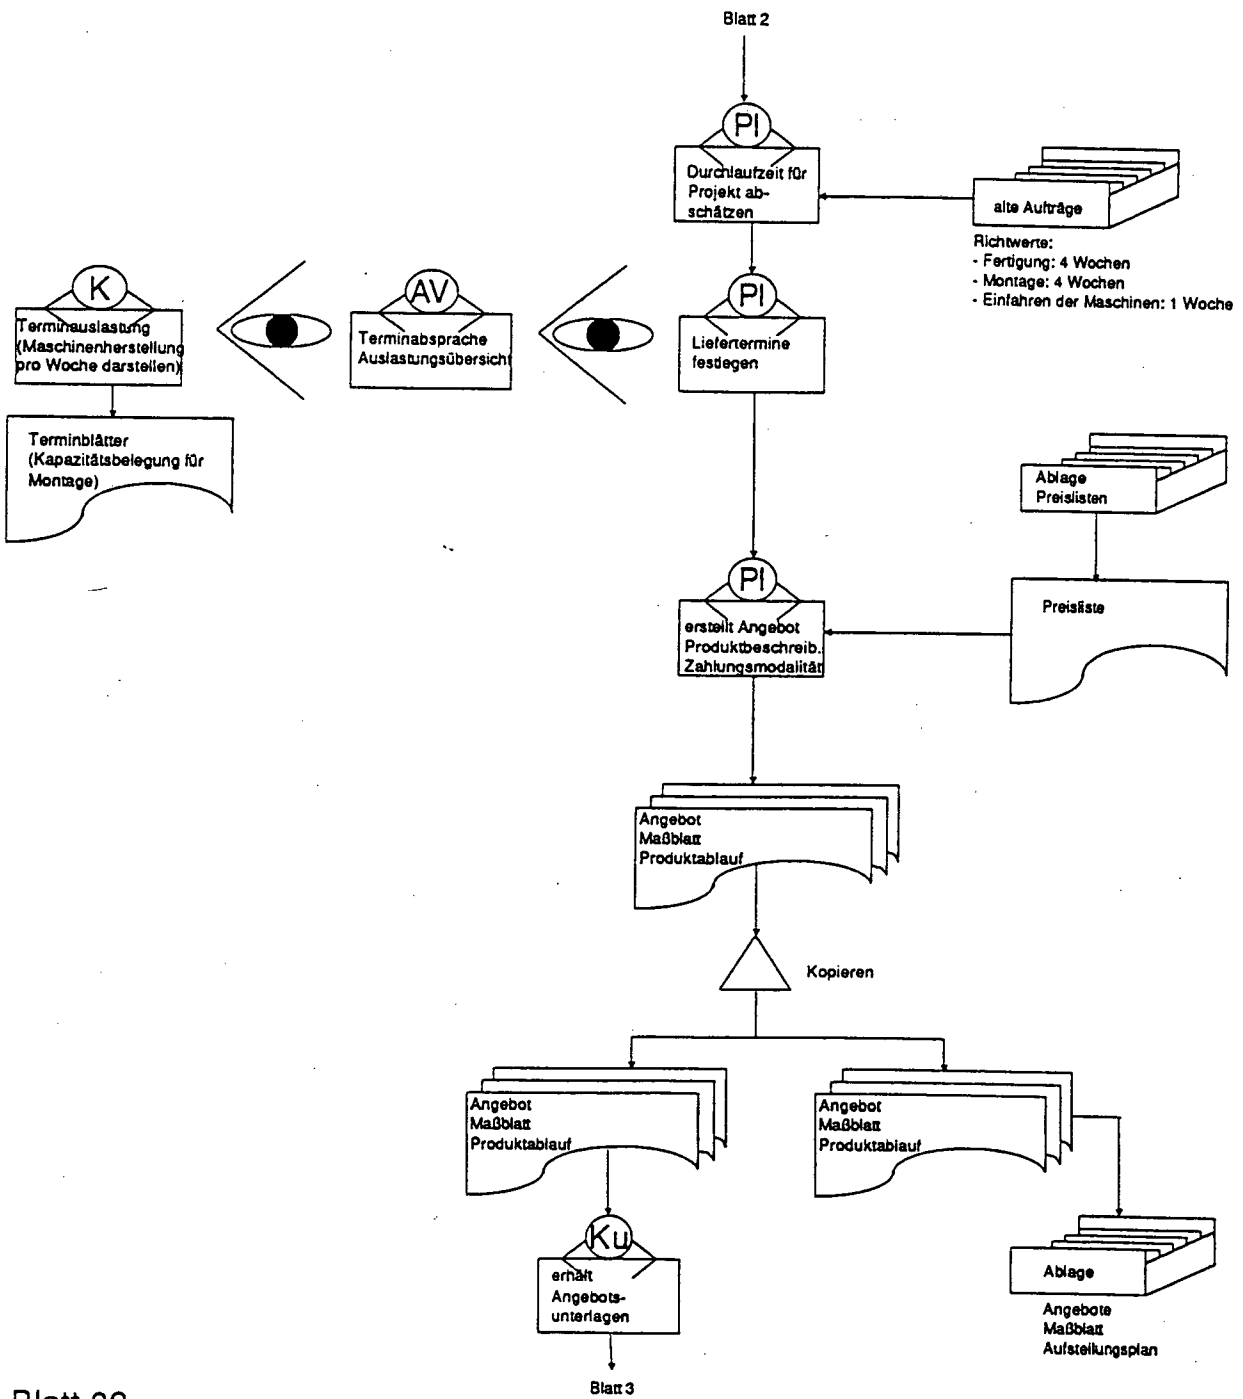 Blatt 2
PI
Durchlaufzeit für
Projekt ab-
schätzen
alte Aufträge
Richtwerte:
- Fertigung: 4 Wochen
- Montage: 4 Wochen
- Einfahren der Maschinen: 1 Woche
K
Terminauslastung
(Maschinenherstellung
pro Woche darstellen)
AV
Terminabsprache
Auslastungsübersicht
PI
Liefertermine
festlegen
Terminblätter
(Kapazitätsbelegung für
Montage)
Ablage
Preislisten
Preisliste
PI
erstellt Angebot
Produktbeschreib.
Zahlungsmodalität
Angebot
Maßblatt
Produktablauf
Kopieren
Angebot
Maßblatt
Produktablauf
Angebot
Maßblatt
Produktablauf
Ku
erhält
Angebots-
unterlagen
Ablage
Angebote
Maßblatt
Aufstellungsplan
Blatt 3